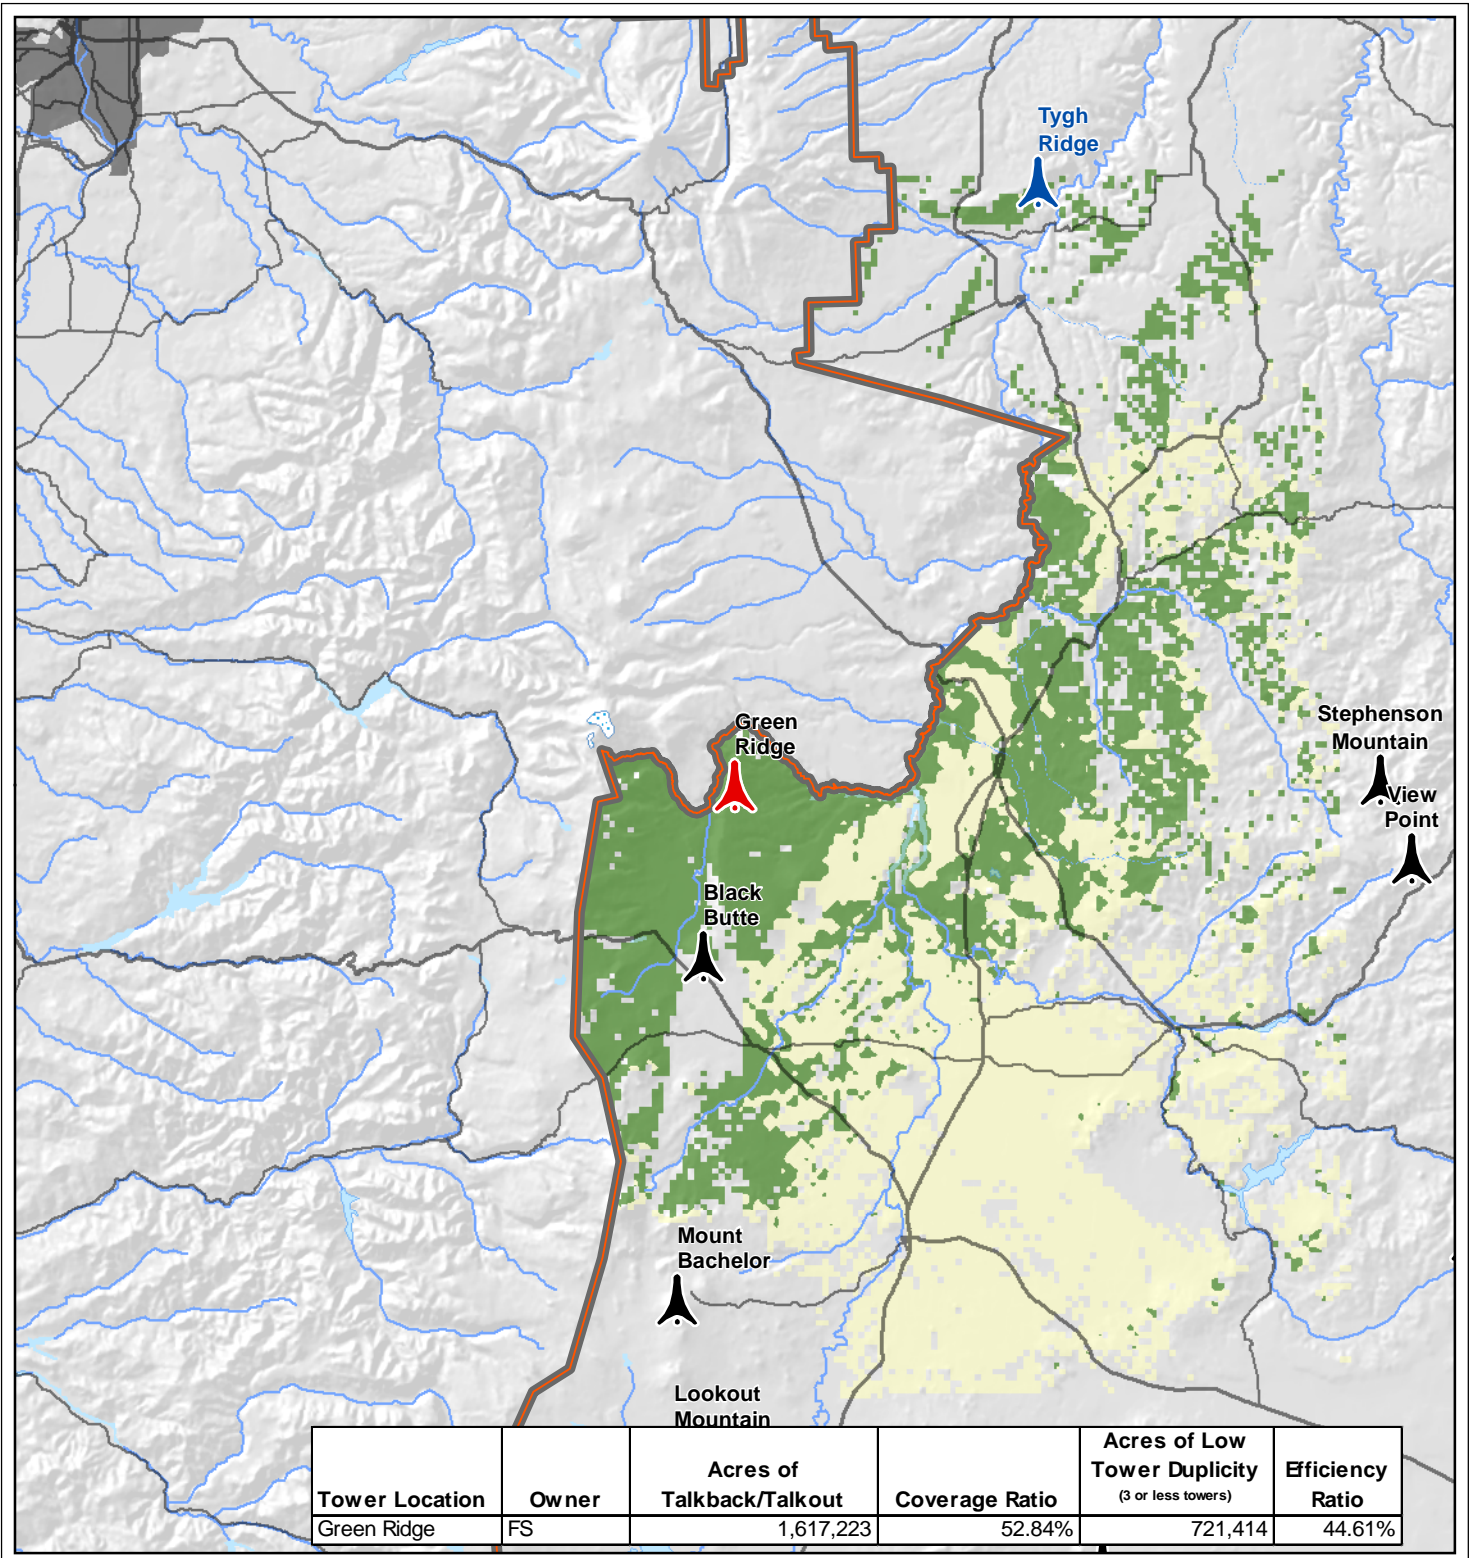 Tygh
Ridge
Green
Ridge
Stephenson
Mountain
View
Point
Black
Butte
Mount
Bachelor
Lookout
Mountain
Tower Location Owner Acres of Talkback/Talkout Coverage Ratio Acres of Low Tower Duplicity (3 or less towers) Efficiency Ratio
Green Ridge FS 1,617,223 52.84% 721,414 44.61%